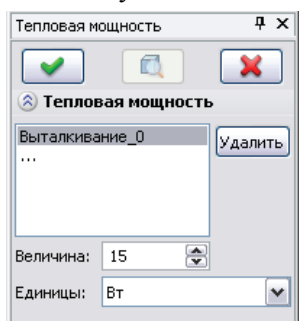 Тепловая мощность
Тепловая мощность
Выталкивание_0
...
Удалить
Величина: 15
Единицы: Вт